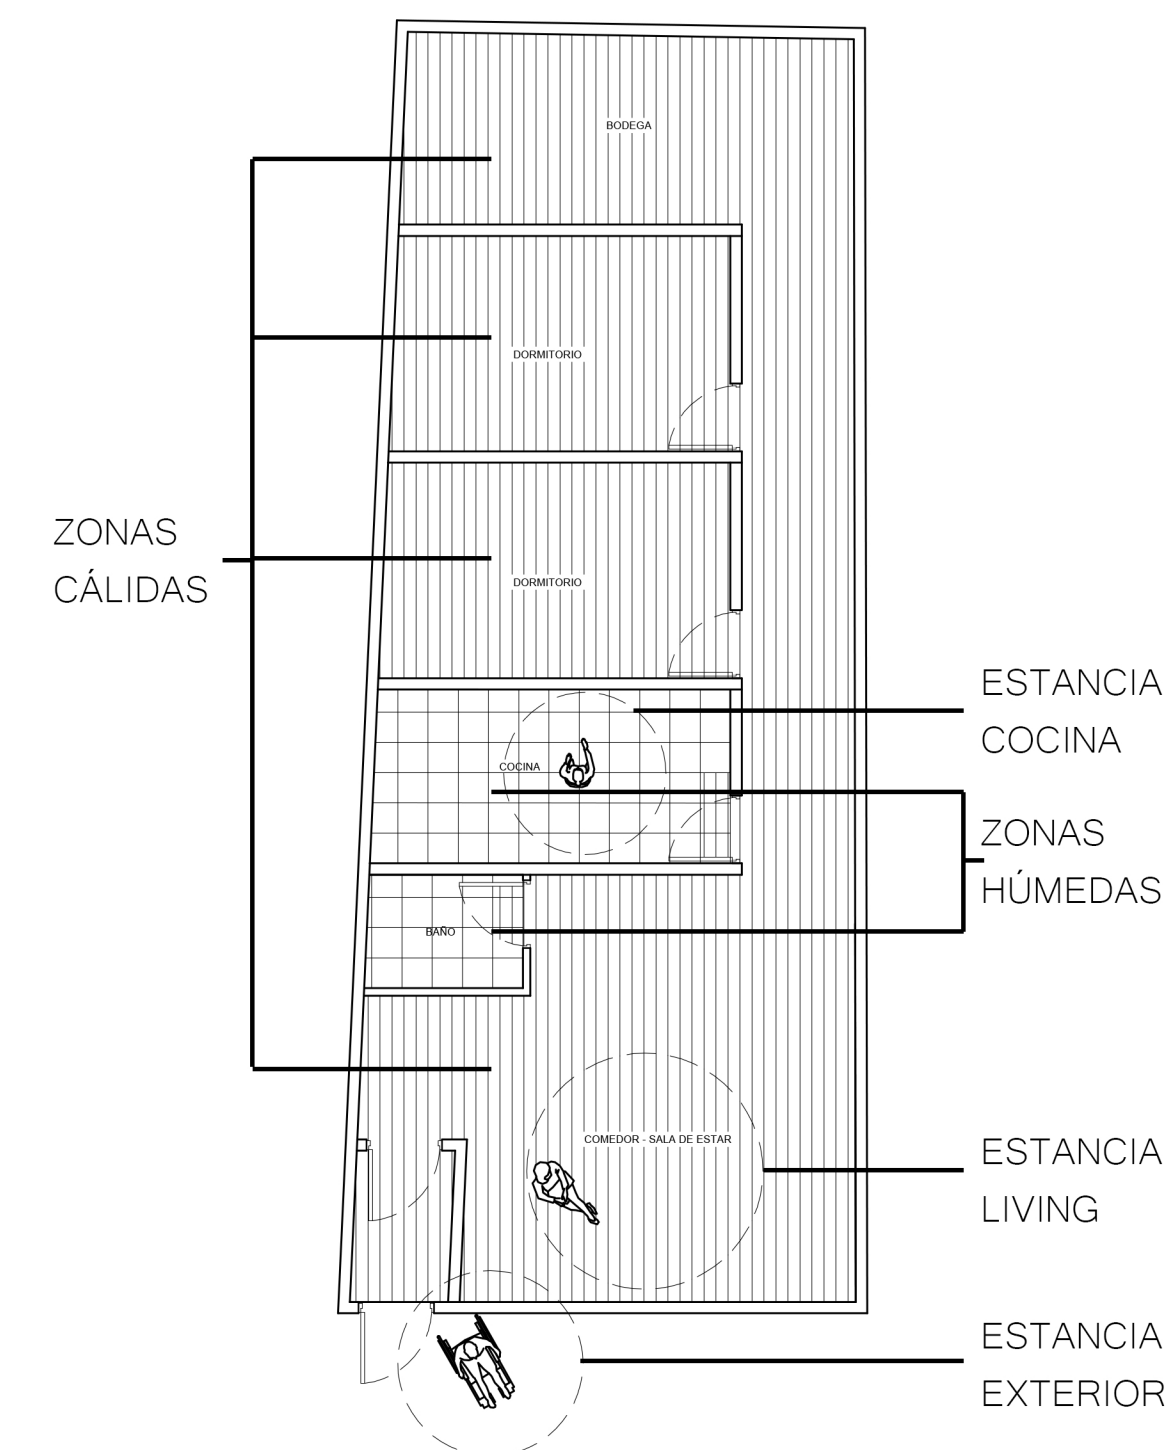 BODEGA
DORMITORIO
ZONAS
CÁLIDAS
DORMITORIO
ESTANCIA
COCINA
COCINA
ZONAS
HÚMEDAS
BAÑO
COMEDOR - SALA DE ESTAR
ESTANCIA
LIVING
ESTANCIA
EXTERIOR